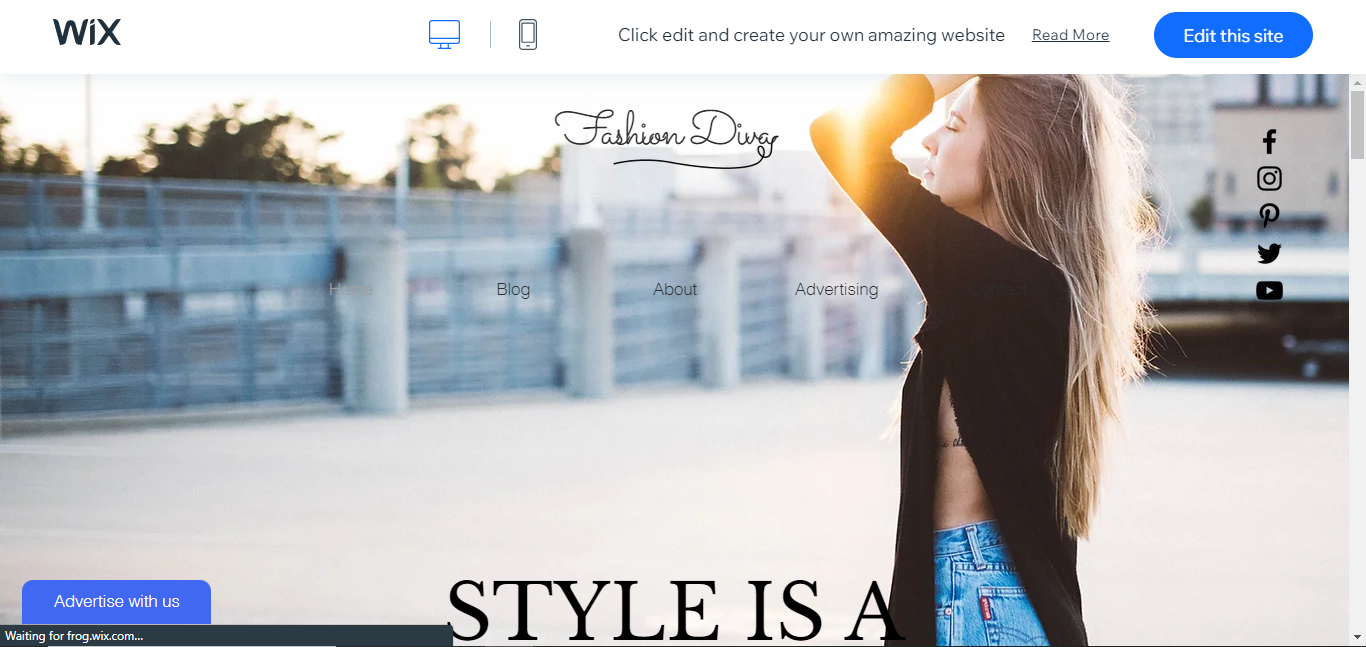 WiX
Click edit and create your own amazing website Read More Edit this site
Fashion Diva
Home Blog About Advertising Contact
STYLE IS A
Advertise with us
Waiting for frog.wix.com...